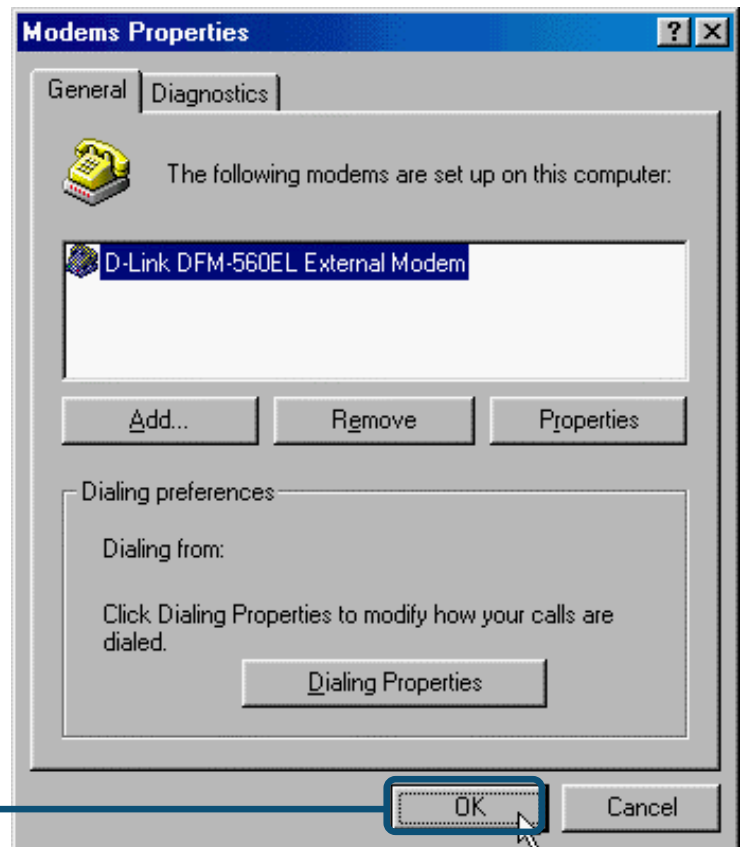 Modems Properties
General Diagnostics
The following modems are set up on this computer:
D-Link DFM-560EL External Modem
Add... Remove Properties
Dialing preferences
Dialing from:
Click Dialing Properties to modify how your calls are
dialed.
Dialing Properties
OK Cancel